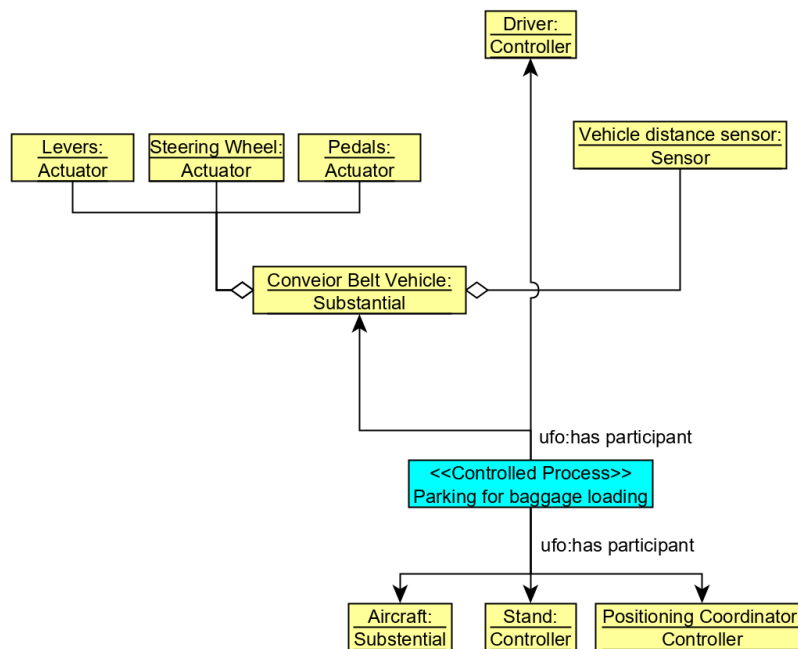 Driver:
Controller
Levers:
Actuator
Steering Wheel:
Actuator
Pedals:
Actuator
Vehicle distance sensor:
Sensor
Conveior Belt Vehicle:
Substantial
ufo:has participant
<<Controlled Process>>
Parking for baggage loading
ufo:has participant
Aircraft:
Substential
Stand:
Controller
Positioning Coordinator
Controller